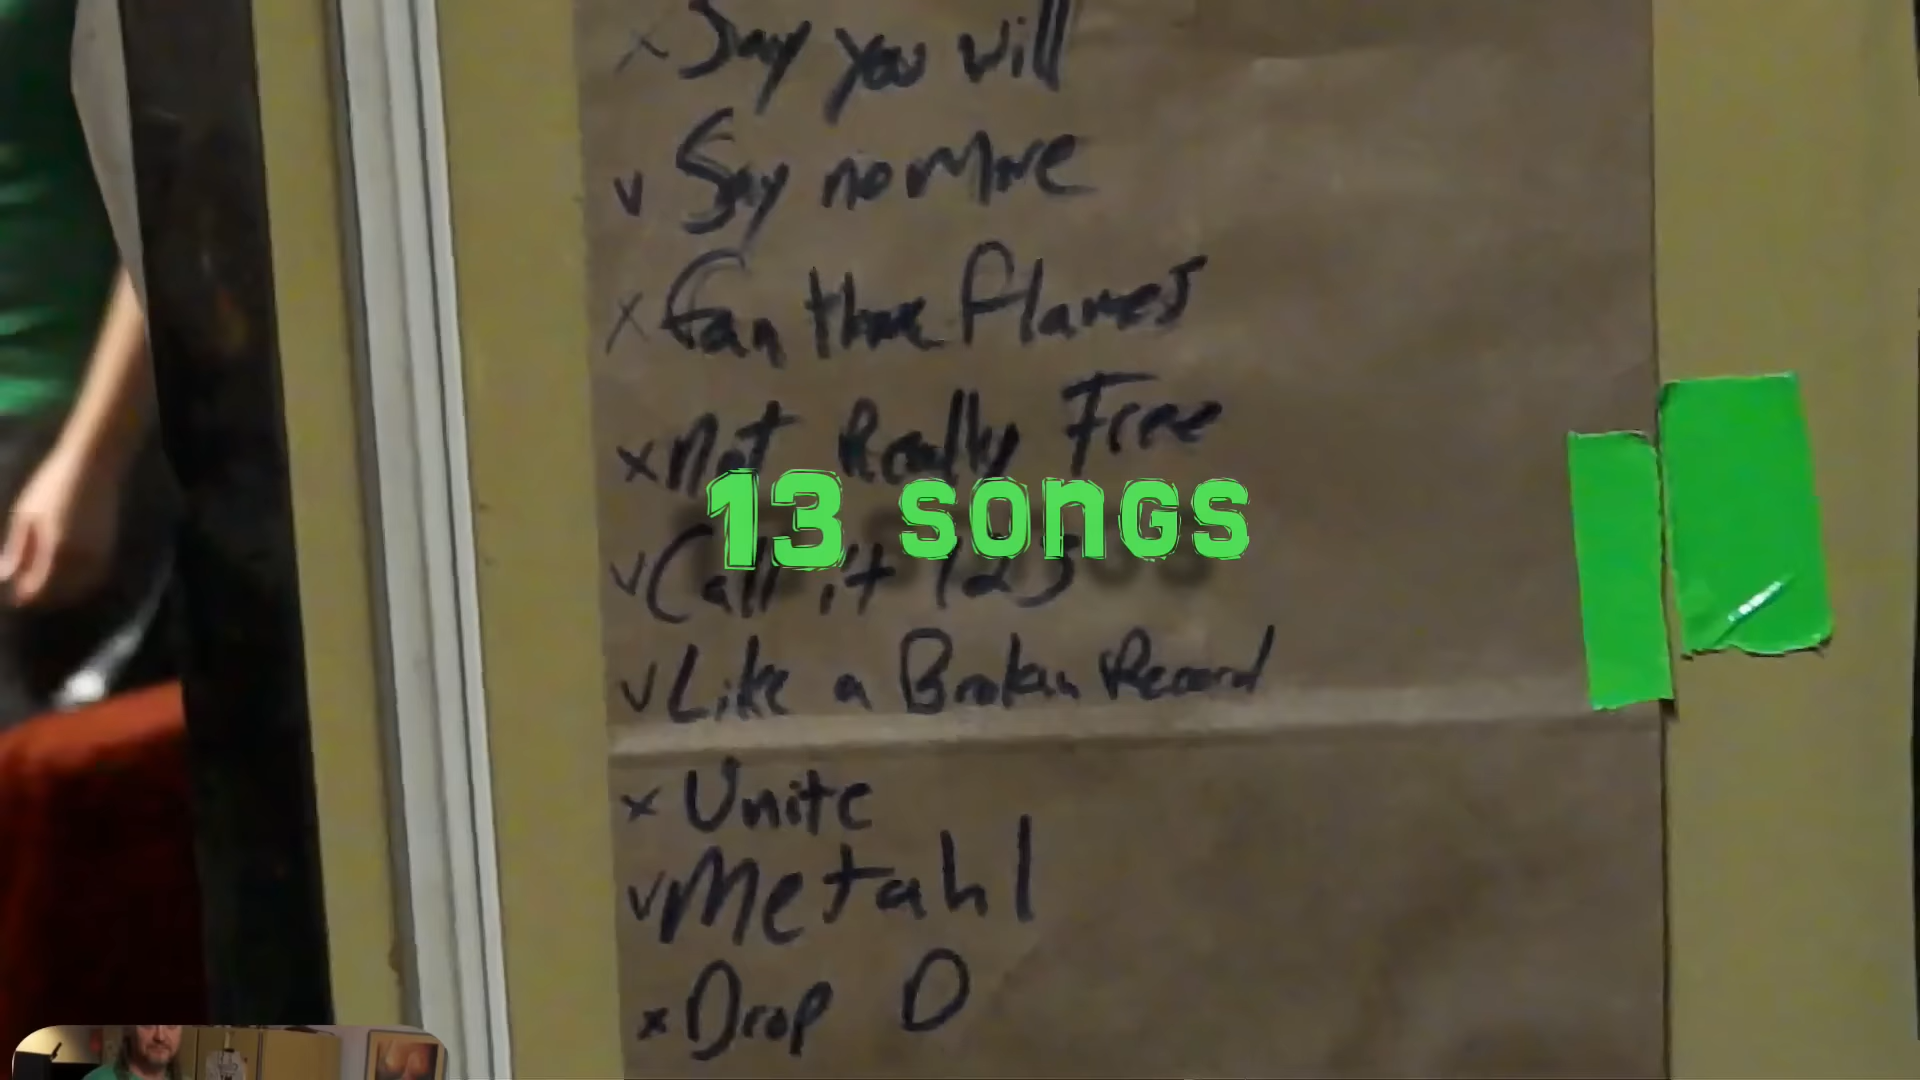 x Say you will
v Say no More
x Fan thme flames
x Not Really Free
13 songs
v Call it 123
v Like a Broken Record
x Unite
v Metahl
x Drop D